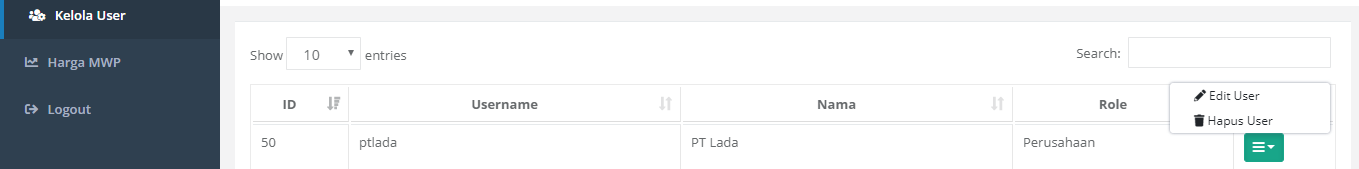 Kelola User
Harga MWP
Logout
Show 10 entries
Search:
ID Username Nama Role
Edit User
Hapus User
50 ptlada PT Lada Perusahaan